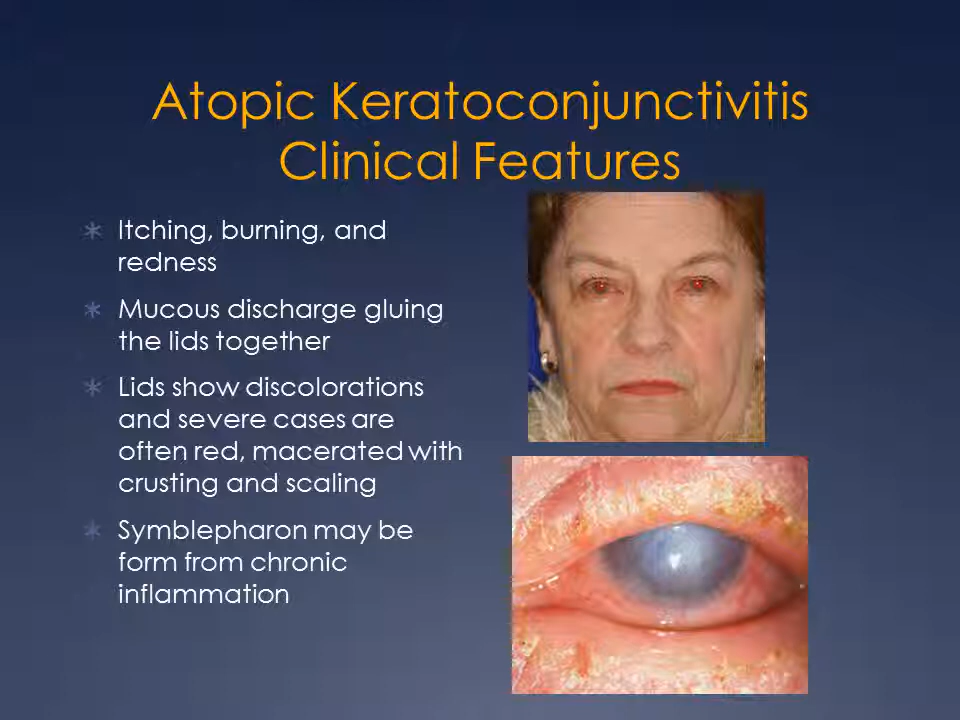 Atopic Keratoconjunctivitis
Clinical Features
Itching, burning, and
redness
Mucous discharge gluing
the lids together
Lids show discolorations
and severe cases are
often red, macerated with
crusting and scaling
Symblepharon may be
form from chronic
inflammation